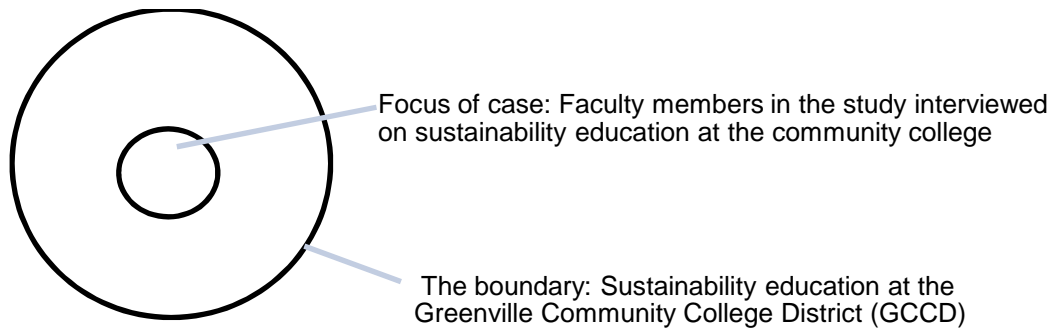 Focus of case: Faculty members in the study interviewed
on sustainability education at the community college
The boundary: Sustainability education at the
Greenville Community College District (GCCD)